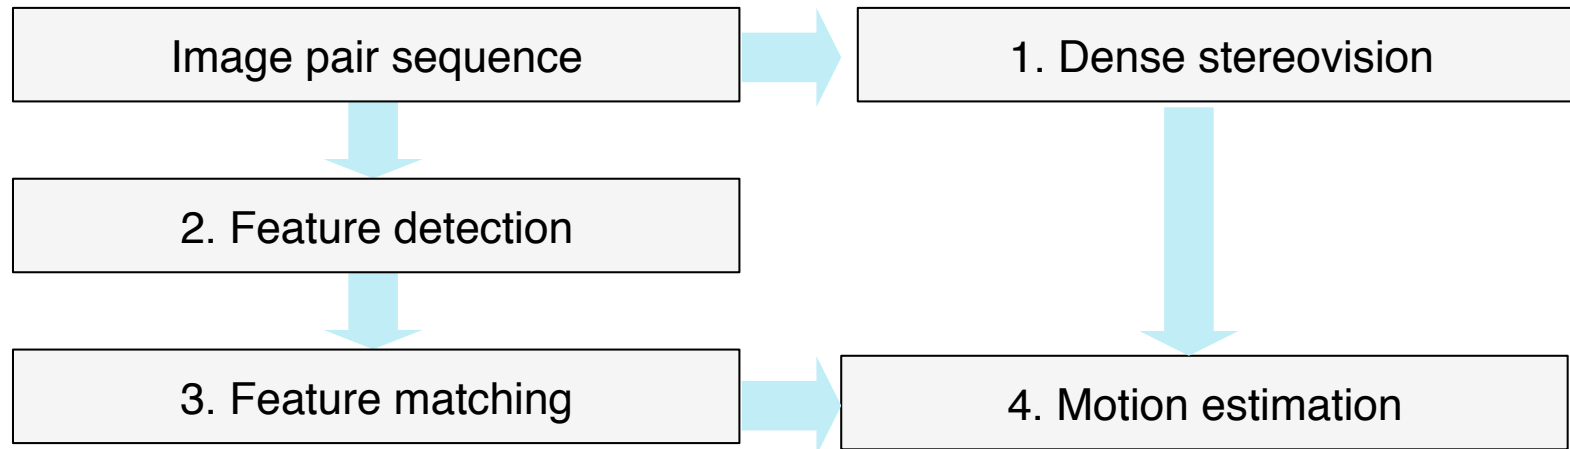 Image pair sequence
1. Dense stereovision
2. Feature detection
3. Feature matching
4. Motion estimation